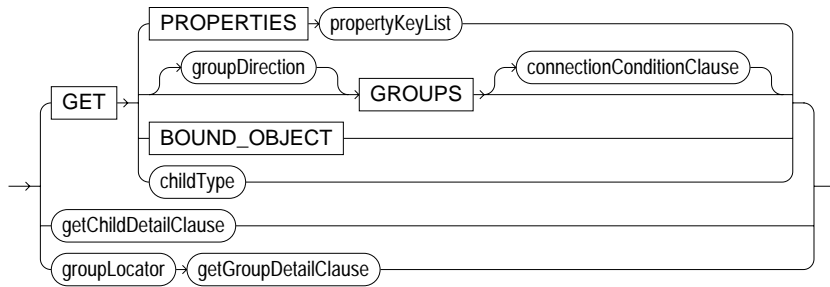 PROPERTIES propertyKeyList
groupDirection connectionConditionClause
GET GROUPS
BOUND_OBJECT
childType
getChildDetailClause
groupLocator getGroupDetailClause